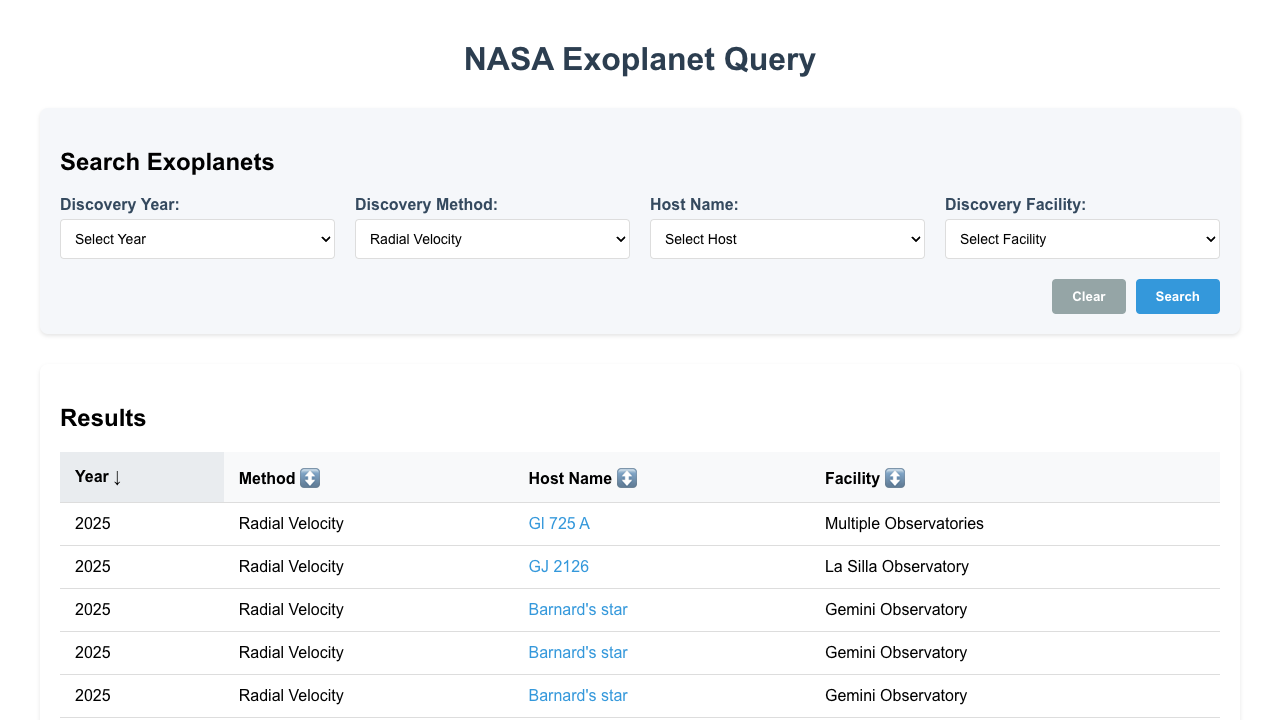 NASA Exoplanet Query
Search Exoplanets
Discovery Year: Discovery Method: Host Name: Discovery Facility:
Select Year Radial Velocity Select Host Select Facility
Clear Search
Results
Year ↓ Method ↕️ Host Name ↕️ Facility ↕️
2025 Radial Velocity Gl 725 A Multiple Observatories
2025 Radial Velocity GJ 2126 La Silla Observatory
2025 Radial Velocity Barnard's star Gemini Observatory
2025 Radial Velocity Barnard's star Gemini Observatory
2025 Radial Velocity Barnard's star Gemini Observatory